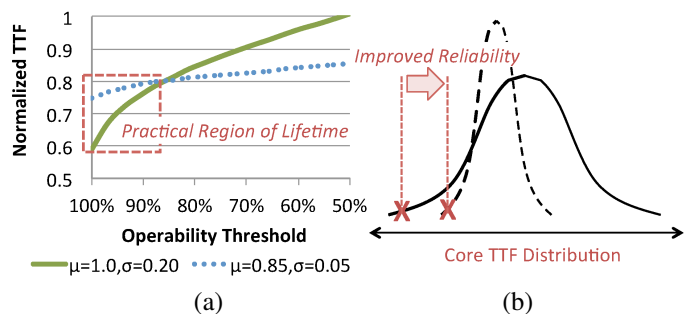 Normalized TTF
1
0.9
0.8
0.7
0.6
0.5
Practical Region of Lifetime
100% 90% 80% 70% 60% 50%
Operability Threshold
μ=1.0,σ=0.20 μ=0.85,σ=0.05
(a)
Improved Reliability
X X
Core TTF Distribution
(b)